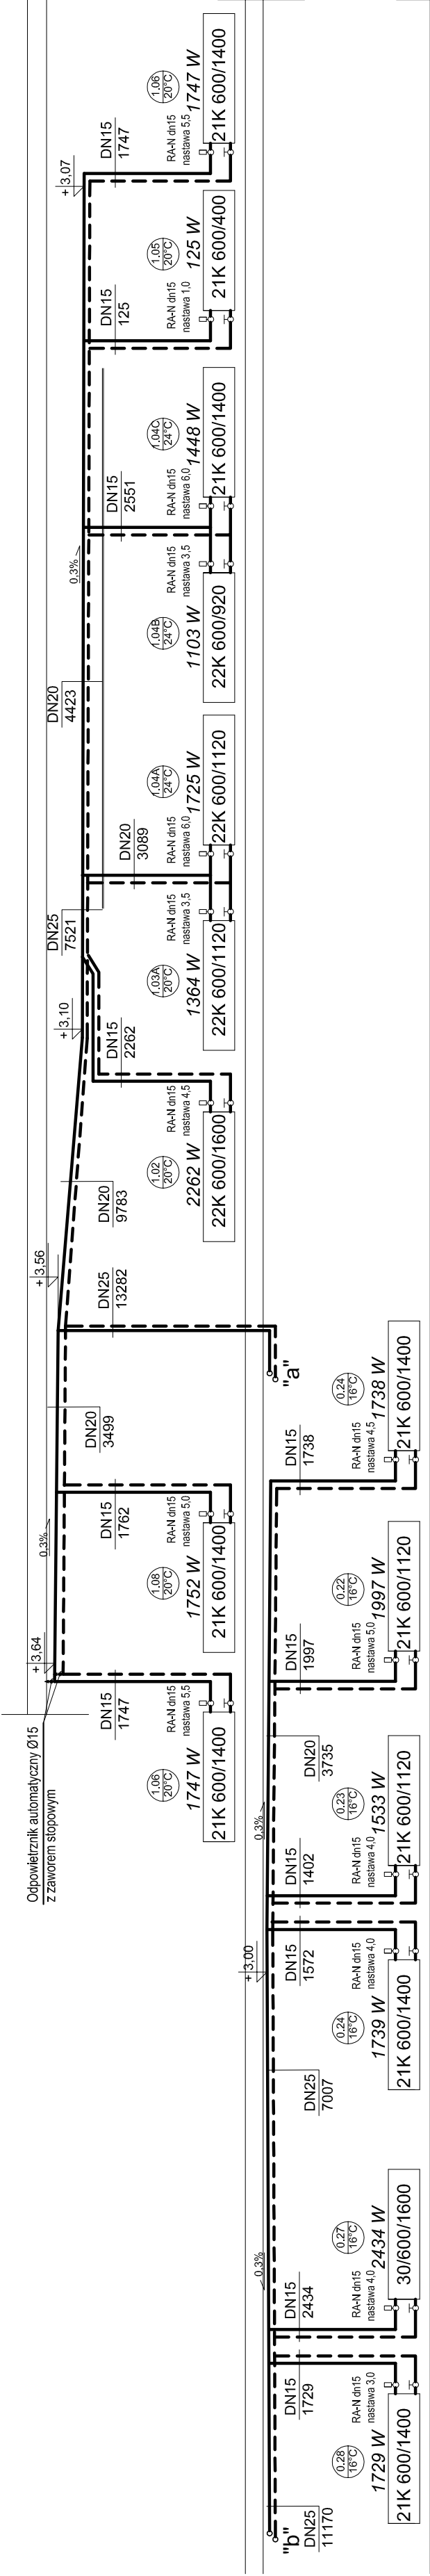 Odpowietrznik automatyczny Ø15
z zaworem stopowym
+ 3,64
0,3%
+ 3,56
+ 3,10
0,3%
+ 3,07
DN15
1747
RA-N dn15
nastawa 5,5
1.06
20°C
1747 W
21K 600/1400
DN15
1762
RA-N dn15
nastawa 5,0
1.08
20°C
1752 W
21K 600/1400
DN20
3499
DN25
13282
"a"
DN20
9783
DN15
2262
RA-N dn15
nastawa 4,5
1.02
20°C
2262 W
22K 600/1600
DN25
7521
RA-N dn15
nastawa 3,5
1.03A
20°C
1364 W
22K 600/1120
DN20
3089
RA-N dn15
nastawa 6,0
1.04A
24°C
1725 W
22K 600/1120
DN20
4423
RA-N dn15
nastawa 3,5
1.04B
24°C
1103 W
22K 600/920
DN15
2551
RA-N dn15
nastawa 6,0
1.04C
24°C
1448 W
21K 600/1400
DN15
125
RA-N dn15
nastawa 1,0
1.05
20°C
125 W
21K 600/400
DN15
1747
RA-N dn15
nastawa 5,5
1.06
20°C
1747 W
21K 600/1400
"b"
DN25
11170
DN15
1729
RA-N dn15
nastawa 3,0
0.28
16°C
1729 W
21K 600/1400
0,3%
DN15
2434
RA-N dn15
nastawa 4,0
0.27
16°C
2434 W
30/600/1600
DN25
7007
+ 3,00
DN15
1572
RA-N dn15
nastawa 4,0
0.24
16°C
1739 W
21K 600/1400
DN15
1402
RA-N dn15
nastawa 4,0
0.23
16°C
1533 W
21K 600/1120
0,3%
DN20
3735
DN15
1997
RA-N dn15
nastawa 5,0
0.22
16°C
1997 W
21K 600/1120
DN15
1738
RA-N dn15
nastawa 4,5
0.24
16°C
1738 W
21K 600/1400